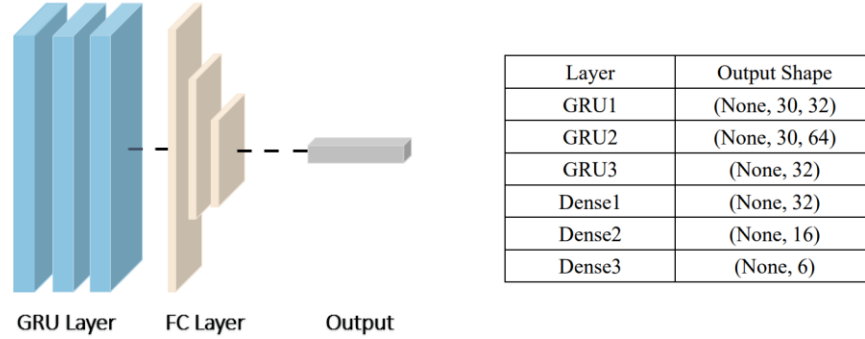 GRU Layer FC Layer Output
Layer Output Shape
GRU1 (None, 30, 32)
GRU2 (None, 30, 64)
GRU3 (None, 32)
Dense1 (None, 32)
Dense2 (None, 16)
Dense3 (None, 6)